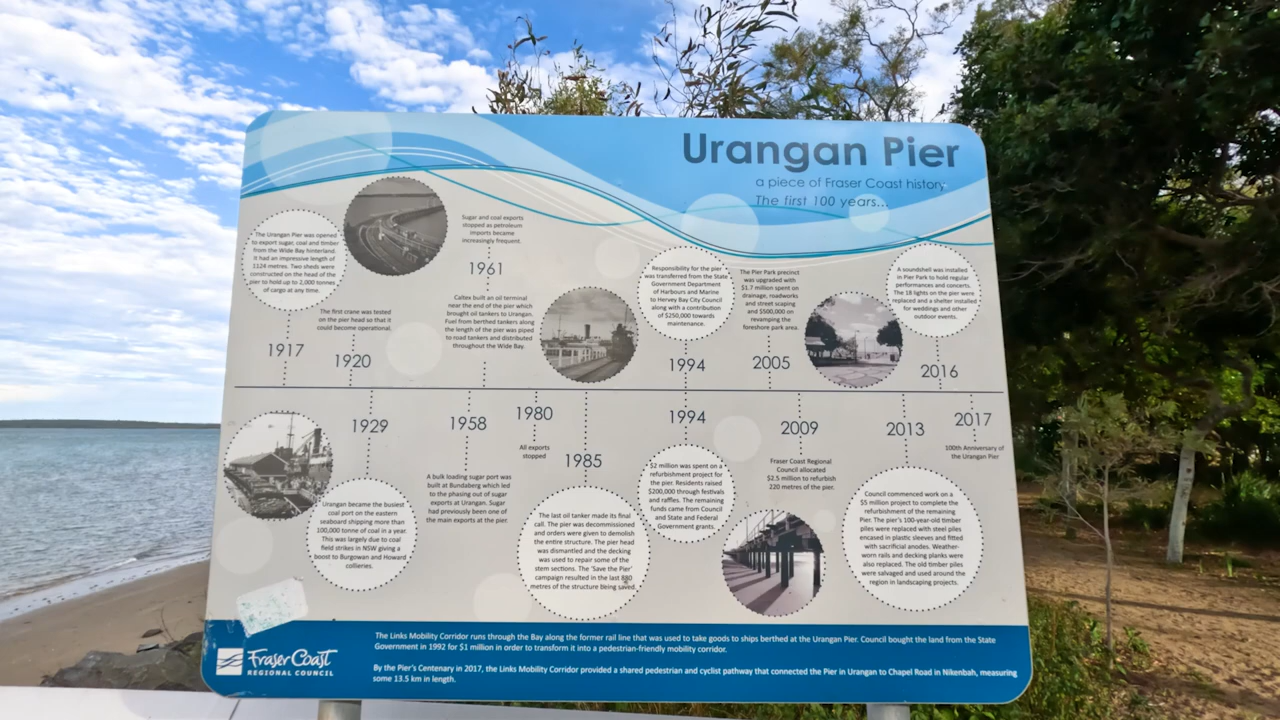 Urangan Pier
a piece of Fraser Coast history
The first 100 years...
The Urangan Pier was opened
to export sugar, coal and timber
from the Wide Bay hinterland.
It had an impressive length of
1124 metres. Two sheds were
constructed on the head of the
pier to hold up to 2,000 tonnes
of cargo at any time.
1917
The first crane was tested
on the pier head so that it
could become operational.
1920
Sugar and coal exports
stopped as petroleum
imports became
increasingly frequent.
1961
Caltex built an oil terminal
near the end of the pier which
brought oil tankers to Urangan.
Fuel from berthed tankers along
the length of the pier was piped
to road tankers and distributed
throughout the Wide Bay.
Responsibility for the pier
was transferred from the State
Government Department
of Harbours and Marine
to Hervey Bay City Council
along with a contribution
of $250,000 towards
maintenance.
1994
The Pier Park precinct
was upgraded with
$1.7 million spent on
drainage, roadworks
and street scaping
and $500,000 on
revamping the
foreshore park area.
2005
A soundshell was installed
in Pier Park to hold regular
performances and concerts.
The 18 lights on the pier were
replaced and a shelter installed
for weddings and other
outdoor events.
2016
1929
Urangan became the busiest
coal port on the eastern
seaboard shipping more than
100,000 tonne of coal in a year.
This was largely due to coal
field strikes in NSW giving a
boost to Burgowan and Howard
collieries.
1958
A bulk loading sugar port was
built at Bundaberg which led
to the phasing out of sugar
exports at Urangan. Sugar
had previously been one of
the main exports at the pier
1980
All exports
stopped
1985
The last oil tanker made its final
call. The pier was decommissioned
and orders were given to demolish
the entire structure. The pier head
was dismantled and the decking
was used to repair some of the
stem sections. The 'Save the Pier'
campaign resulted in the last 880
metres of the structure being saved.
1994
$2 million was spent on a
refurbishment project for
the pier. Residents raised
$200,000 through festivals
and raffles. The remaining
funds came from Council
and State and Federal
Government grants.
2009
Fraser Coast Regional
Council allocated
$2.5 million to refurbish
220 metres of the pier.
2013
Council commenced work on a
$5 million project to complete the
refurbishment of the remaining
Pier. The pier's 100-year-old timber
piles were replaced with steel piles
encased in plastic sleeves and fitted
with sacrificial anodes. Weather-
worn rails and decking planks were
also replaced. The old timber piles
were salvaged and used around the
region in landscaping projects.
2017
100th Anniversary of
the Urangan Pier
Fraser Coast
REGIONAL COUNCIL
The Links Mobility Corridor runs through the Bay along the former rail line that was used to take goods to ships berthed at the Urangan Pier. Council bought the land from the State
Government in 1992 for $1 million in order to transform it into a pedestrian-friendly mobility corridor.
By the Pier's Centenary in 2017, the Links Mobility Corridor provided a shared pedestrian and cyclist pathway that connected the Pier in Urangan to Chapel Road in Nikenbah, measuring
some 13.5 km in length.